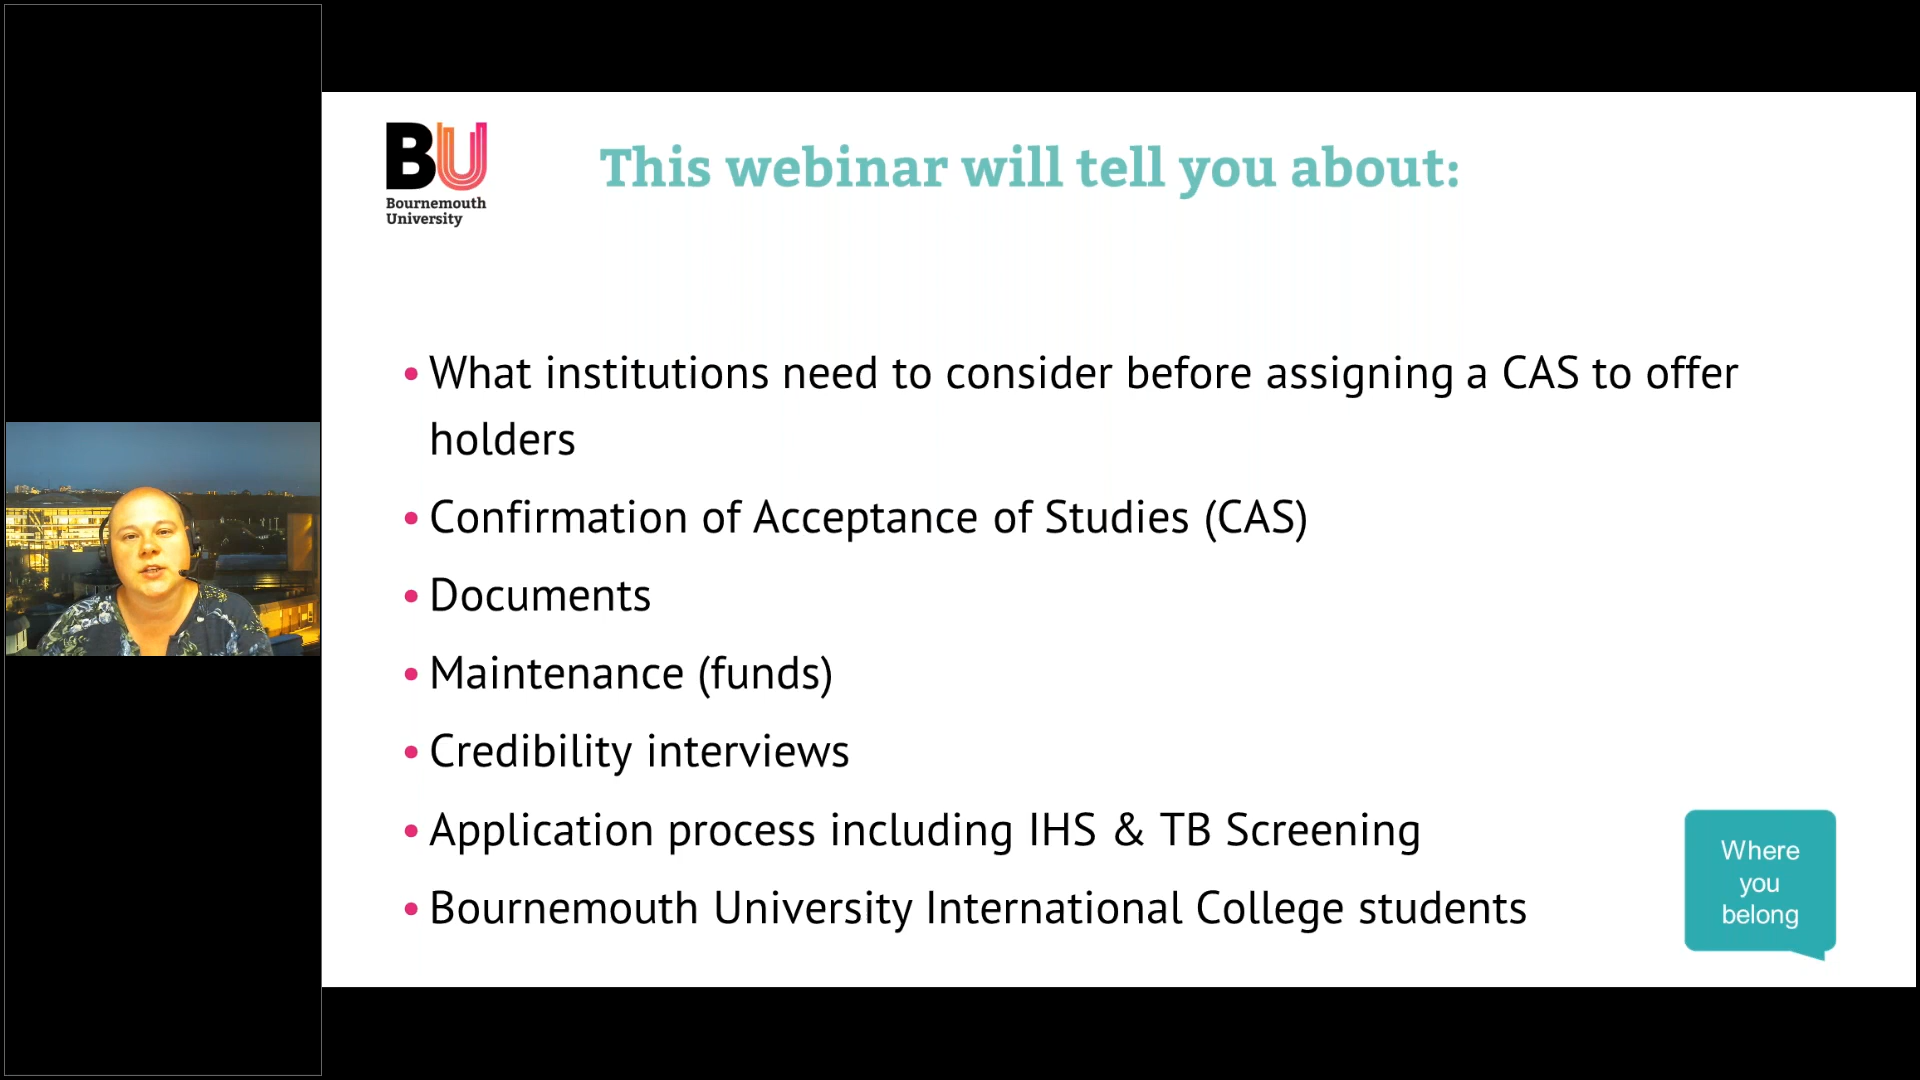 BU
Bournemouth
University
This webinar will tell you about:
• What institutions need to consider before assigning a CAS to offer
holders
• Confirmation of Acceptance of Studies (CAS)
• Documents
• Maintenance (funds)
• Credibility interviews
• Application process including IHS & TB Screening
• Bournemouth University International College students
Where
you
belong